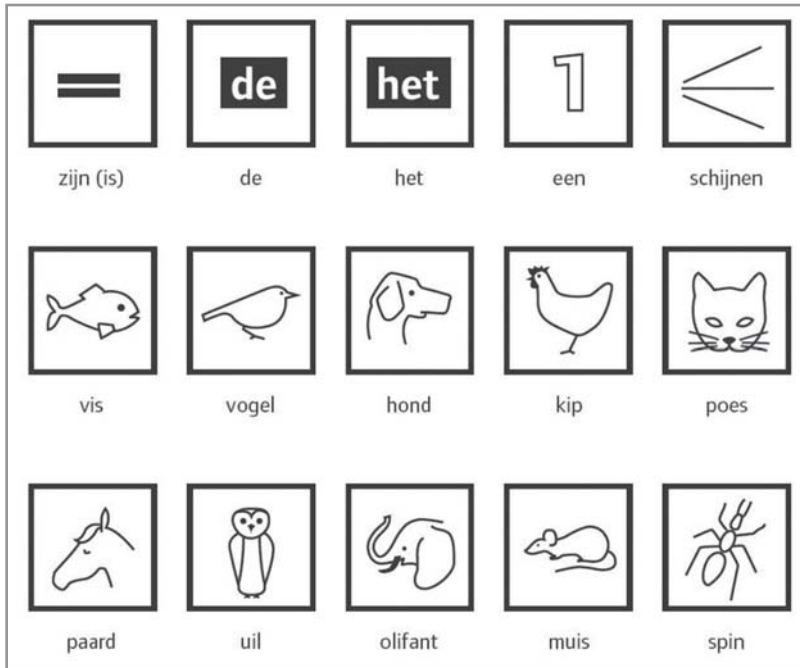 de het 1
zijn (is) de het een schijnen
vis vogel hond kip poes
paard uil olifant muis spin